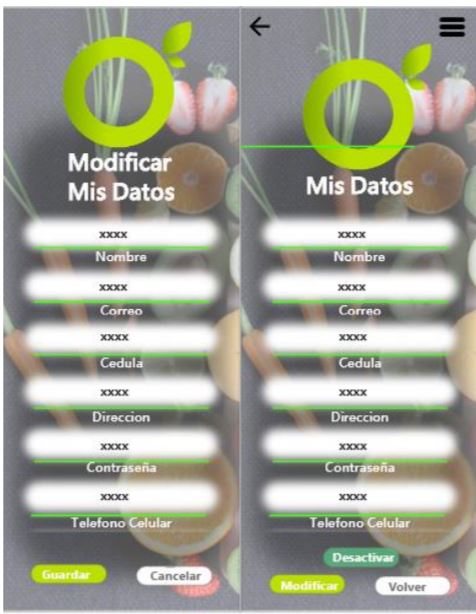 Modificar
Mis Datos
xxxx
Nombre
xxxx
Correo
xxxx
Cedula
xxxx
Direccion
xxxx
Contraseña
xxxx
Telefono Celular
Guardar
Cancelar
Mis Datos
xxxx
Nombre
xxxx
Correo
xxxx
Cedula
xxxx
Direccion
xxxx
Contraseña
xxxx
Telefono Celular
Desactivar
Modificar
Volver